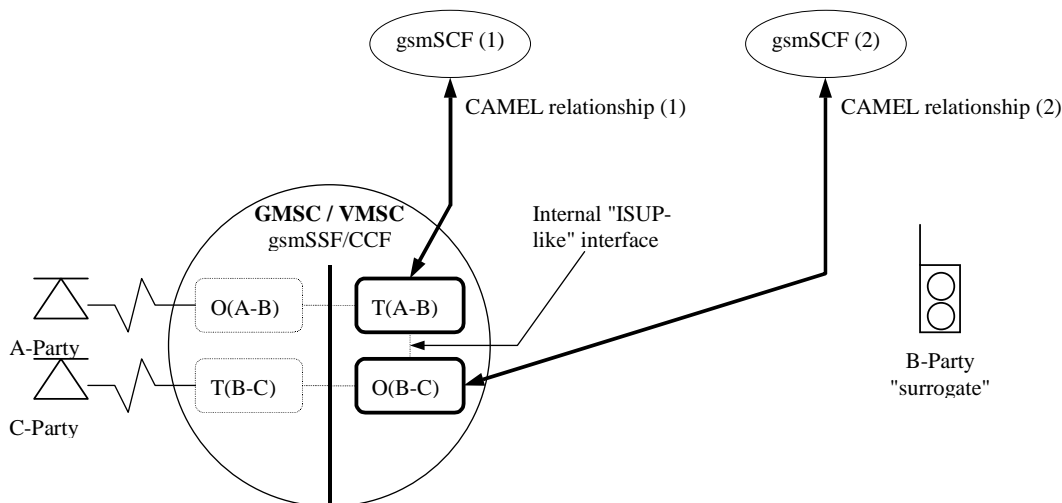 gsmSCF (1)
gsmSCF (2)
CAMEL relationship (1)
CAMEL relationship (2)
GMSC / VMSC
gsmSSF/CCF
Internal "ISUP-
like" interface
O(A-B)
T(A-B)
A-Party
T(B-C)
O(B-C)
C-Party
B-Party
"surrogate"